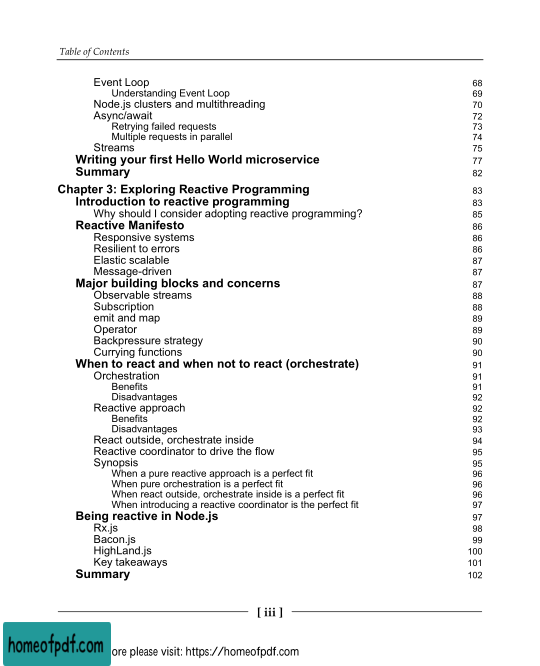 Table of Contents
Event Loop 68
Understanding Event Loop 69
Node.js clusters and multithreading 70
Async/await 72
Retrying failed requests 73
Multiple requests in parallel 74
Streams 75
Writing your first Hello World microservice 77
Summary 82
Chapter 3: Exploring Reactive Programming 83
Introduction to reactive programming 83
Why should I consider adopting reactive programming? 85
Reactive Manifesto 86
Responsive systems 86
Resilient to errors 86
Elastic scalable 87
Message-driven 87
Major building blocks and concerns 87
Observable streams 88
Subscription 88
emit and map 89
Operator 89
Backpressure strategy 90
Currying functions 90
When to react and when not to react (orchestrate) 91
Orchestration 91
Benefits 91
Disadvantages 92
Reactive approach 92
Benefits 92
Disadvantages 93
React outside, orchestrate inside 94
Reactive coordinator to drive the flow 95
Synopsis 95
When a pure reactive approach is a perfect fit 96
When pure orchestration is a perfect fit 96
When react outside, orchestrate inside is a perfect fit 96
When introducing a reactive coordinator is the perfect fit 97
Being reactive in Node.js 97
Rx.js 98
Bacon.js 99
HighLand.js 100
Key takeaways 101
Summary 102
[ iii ]
homeofpdf.com
ore please visit: https://homeofpdf.com